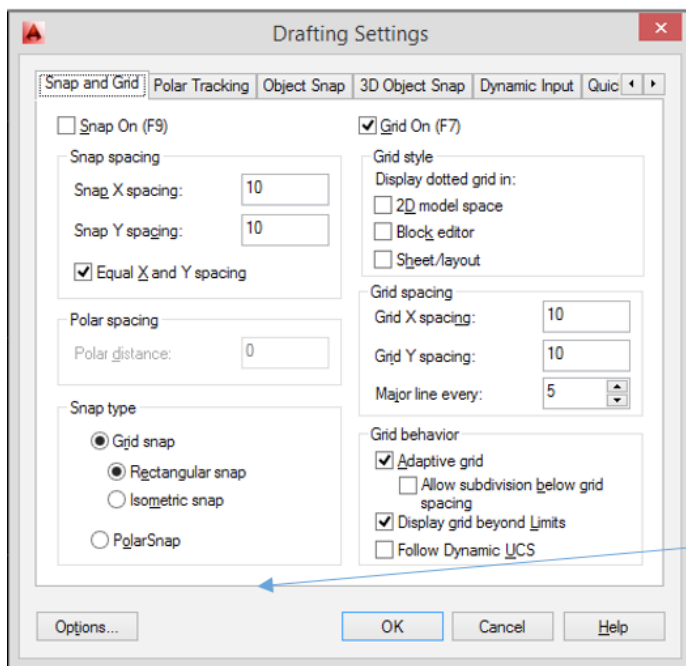 Drafting Settings
Snap and Grid Polar Tracking Object Snap 3D Object Snap Dynamic Input Quic
Snap On (F9)
Snap spacing
Snap X spacing: 10
Snap Y spacing: 10
Equal X and Y spacing
Polar spacing
Polar distance: 0
Snap type
Grid snap
Rectangular snap
Isometric snap
PolarSnap
Grid On (F7)
Grid style
Display dotted grid in:
2D model space
Block editor
Sheet/layout
Grid spacing
Grid X spacing: 10
Grid Y spacing: 10
Major line every: 5
Grid behavior
Adaptive grid
Allow subdivision below grid
spacing
Display grid beyond Limits
Follow Dynamic UCS
Options... OK Cancel Help